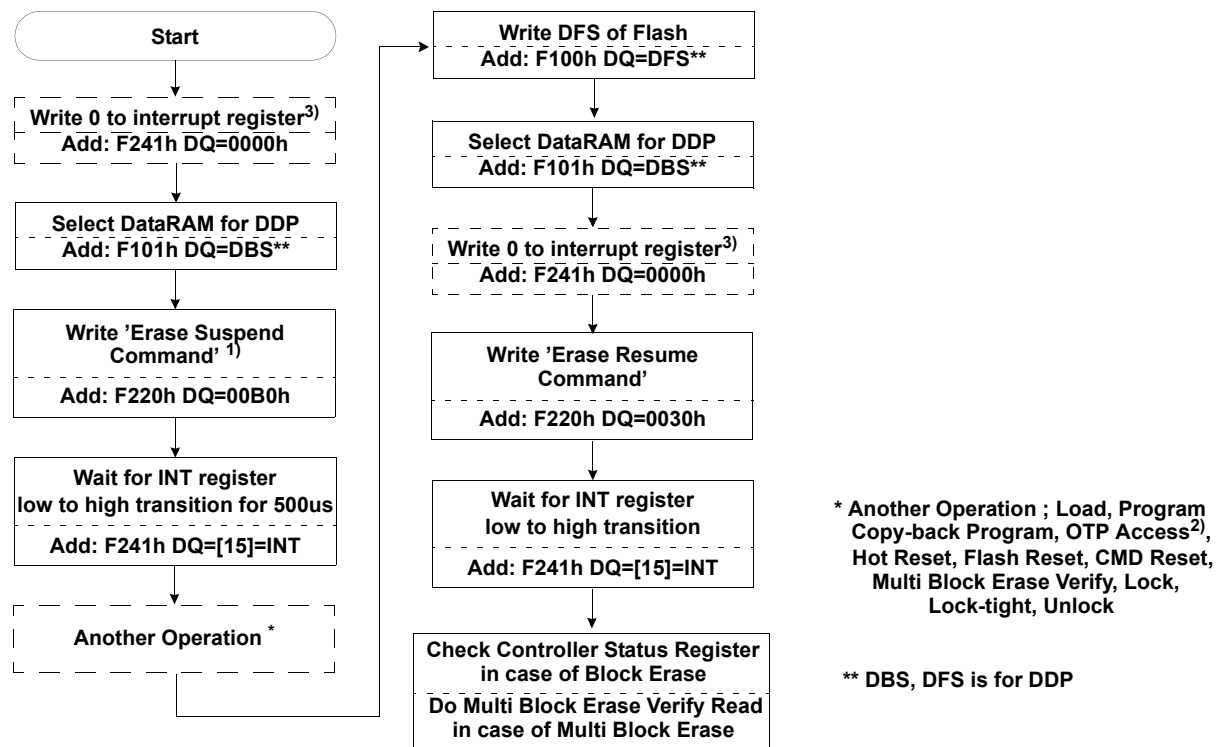 Start
Write 0 to interrupt register3)
Add: F241h DQ=0000h
Select DataRAM for DDP
Add: F101h DQ=DBS**
Write ’Erase Suspend
Command’ 1)
Add: F220h DQ=00B0h
Wait for INT register
low to high transition for 500us
Add: F241h DQ=[15]=INT
Another Operation *
Write DFS of Flash
Add: F100h DQ=DFS**
Select DataRAM for DDP
Add: F101h DQ=DBS**
Write 0 to interrupt register3)
Add: F241h DQ=0000h
Write ’Erase Resume
Command’
Add: F220h DQ=0030h
Wait for INT register
low to high transition
Add: F241h DQ=[15]=INT
Check Controller Status Register
in case of Block Erase
Do Multi Block Erase Verify Read
in case of Multi Block Erase
* Another Operation ; Load, Program
Copy-back Program, OTP Access2),
Hot Reset, Flash Reset, CMD Reset,
Multi Block Erase Verify, Lock,
Lock-tight, Unlock
** DBS, DFS is for DDP